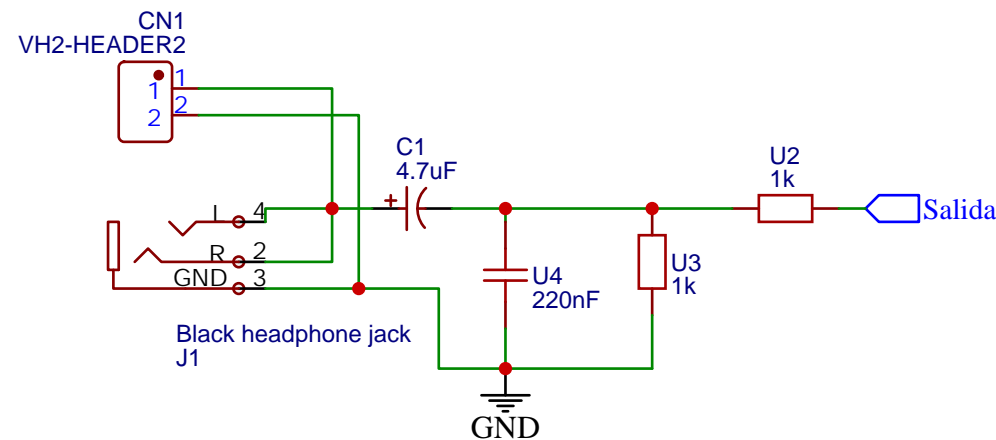 CN1
VH2-HEADER2
1
1
2
2
C1
4.7uF
+
U2
1k
Salida
L
4
R
2
GND
3
U4
220nF
U3
1k
Black headphone jack
J1
GND